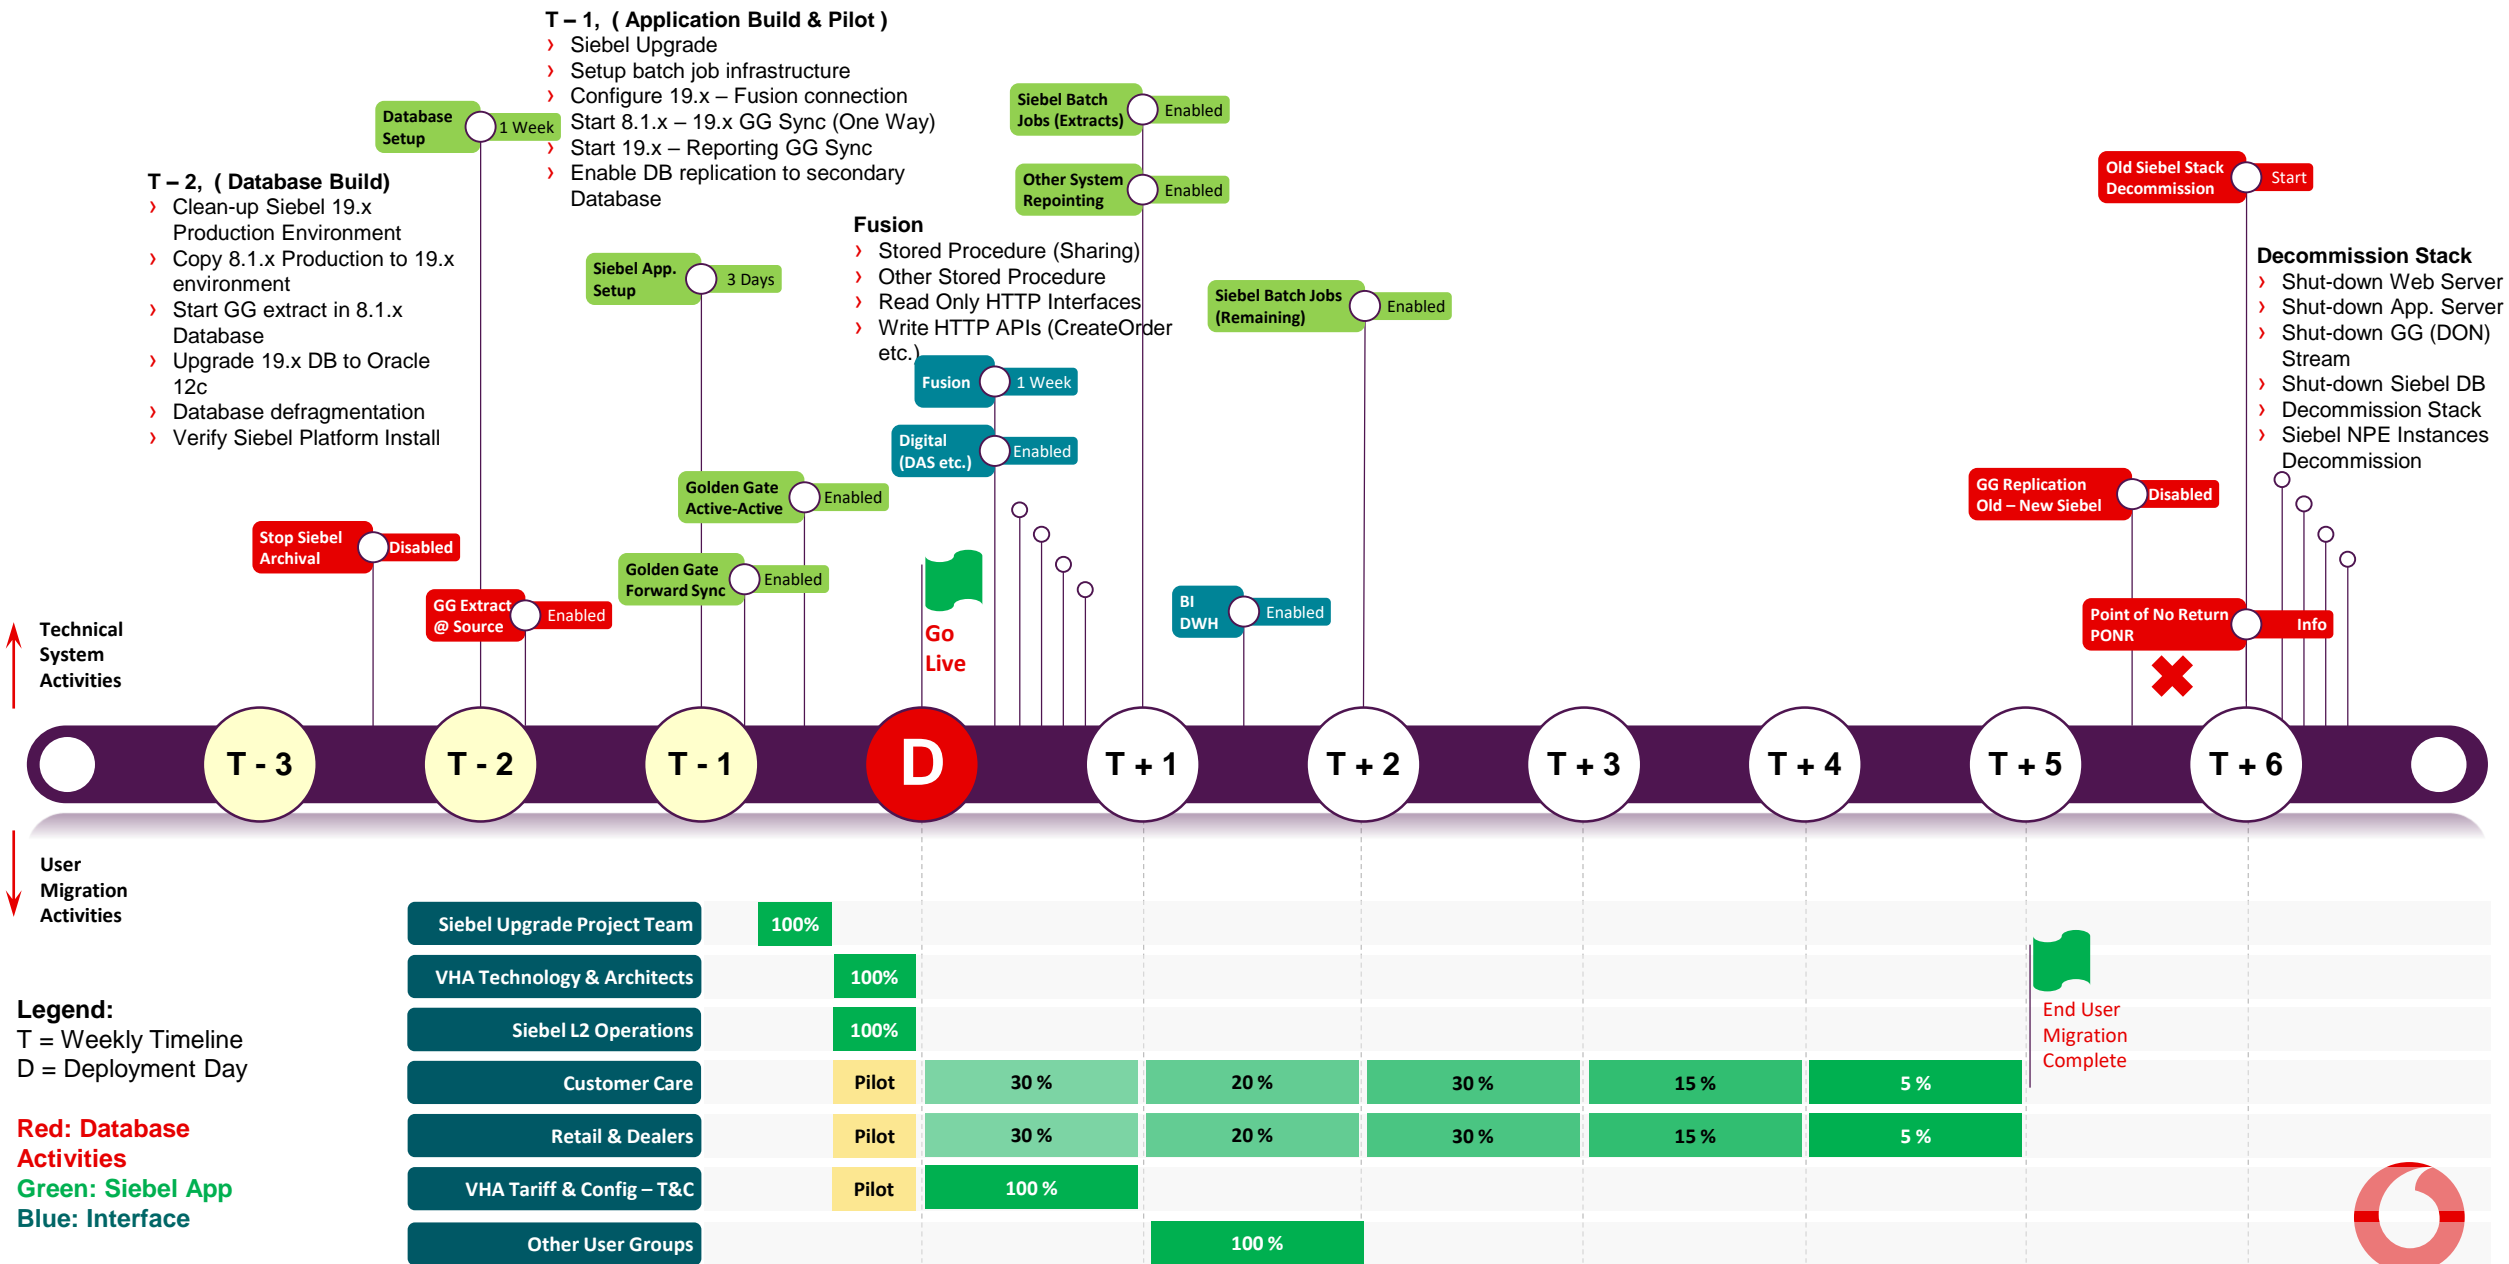 T – 1,  ( Application Build & Pilot )
› Siebel Upgrade
› Setup batch job infrastructure
› Configure 19.x – Fusion connection
› Start 8.1.x – 19.x GG Sync (One Way)
› Start 19.x – Reporting GG Sync
› Enable DB replication to secondary
Database
Database
Setup
1 Week
T – 2,  ( Database Build)
› Clean-up Siebel 19.x
Production Environment
› Copy 8.1.x Production to 19.x
environment
› Start GG extract in 8.1.x
Database
› Upgrade 19.x DB to Oracle
12c
› Database defragmentation
› Verify Siebel Platform Install
Siebel Batch
Jobs (Extracts)
Enabled
Other System
Repointing
Enabled
Old Siebel Stack
Decommission
Start
Fusion
› Stored Procedure (Sharing)
› Other Stored Procedure
› Read Only HTTP Interfaces
› Write HTTP APIs (CreateOrder
etc.)
Siebel App.
Setup
3 Days
Siebel Batch Jobs
(Remaining)
Enabled
Decommission Stack
› Shut-down Web Server
› Shut-down App. Server
› Shut-down GG (DON)
Stream
› Shut-down Siebel DB
› Decommission Stack
› Siebel NPE Instances
Decommission
Fusion
1 Week
Digital
(DAS etc.)
Enabled
Golden Gate
Active-Active
Enabled
GG Replication
Old – New Siebel
Disabled
Stop Siebel
Archival
Disabled
Golden Gate
Forward Sync
Enabled
GG Extract
@ Source
Enabled
Go
Live
BI
DWH
Enabled
Point of No Return
PONR
Info
Technical
System
Activities
T - 3
T - 2
T - 1
D
T + 1
T + 2
T + 3
T + 4
T + 5
T + 6
User
Migration
Activities
Siebel Upgrade Project Team
100%
VHA Technology & Architects
100%
Siebel L2 Operations
100%
Customer Care
Pilot
30 %
20 %
30 %
15 %
5 %
Retail & Dealers
Pilot
30 %
20 %
30 %
15 %
5 %
VHA Tariff & Config – T&C
Pilot
100 %
Other User Groups
100 %
End User
Migration
Complete
Legend:
T = Weekly Timeline
D = Deployment Day
Red: Database
Activities
Green: Siebel App
Blue: Interface